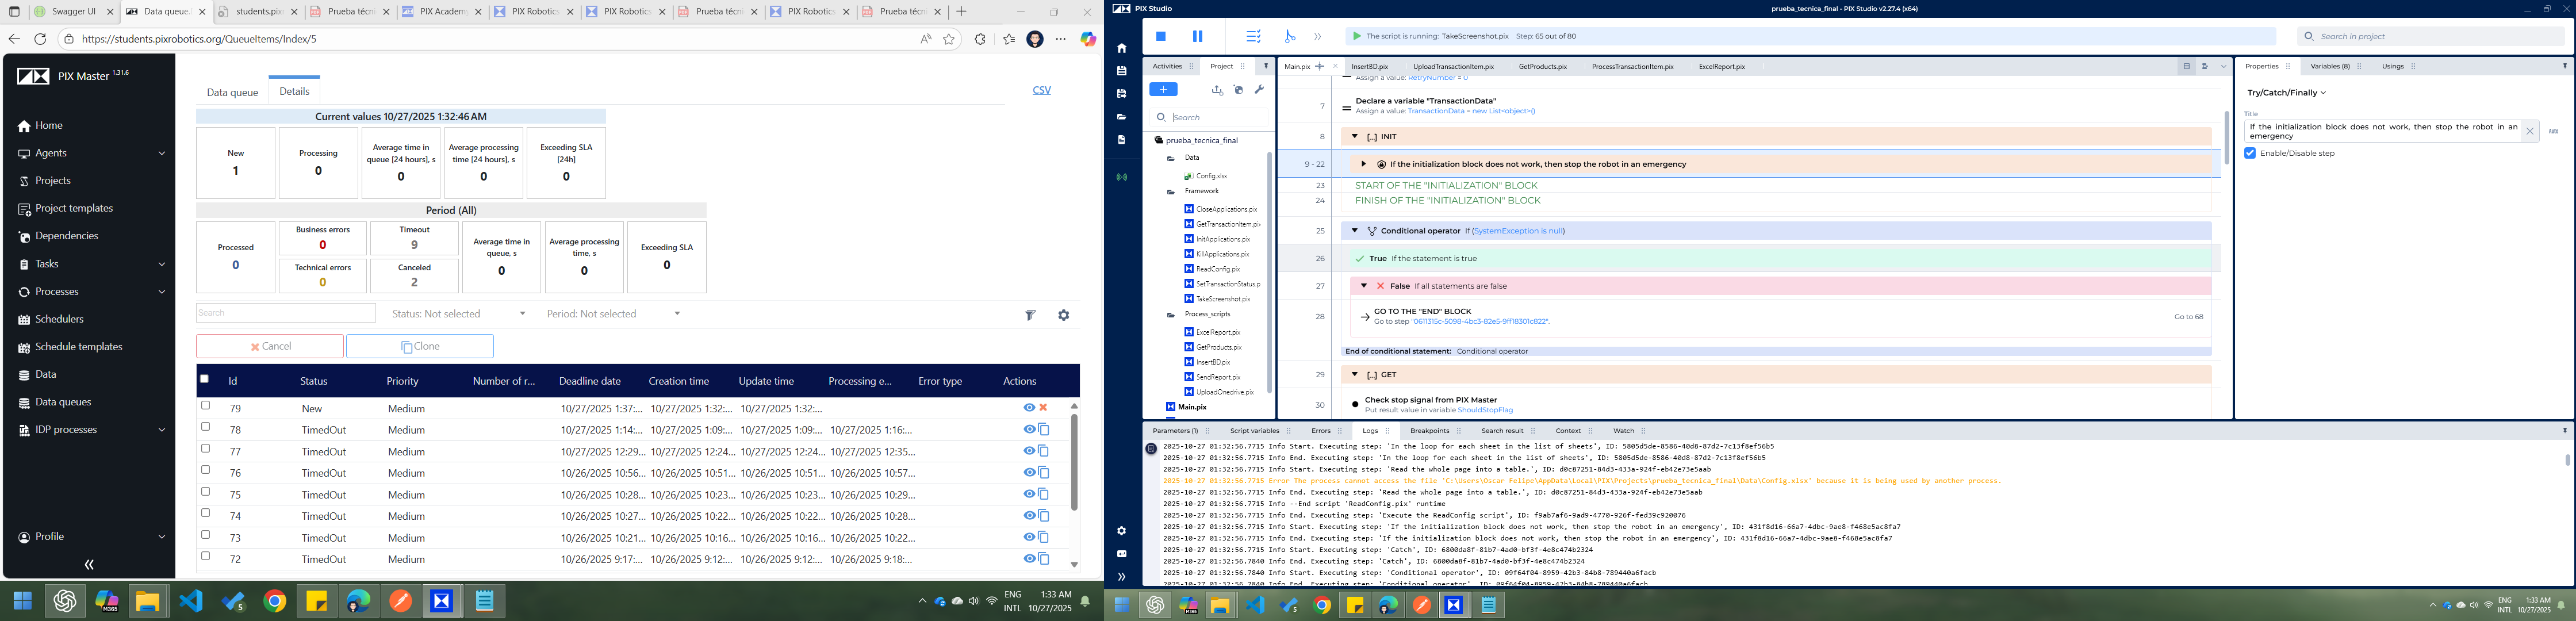 Swagger UI
Data queue.
students.pixi
Prueba técni
PIX Academy
PIX Robotics
PIX Robotics
Prueba técni
PIX Robotics
Prueba técni
https://students.pixrobotics.org/QueueItems/Index/5
PIX Master 1.31.6
Home
Agents
Projects
Project templates
Dependencies
Tasks
Processes
Schedulers
Schedule templates
Data
Data queues
IDP processes
Profile
Data queue
Details
CSV
Current values 10/27/2025 1:32:46 AM
New
1
Processing
0
Average time in queue [24 hours], s
0
Average processing time [24 hours], s
0
Exceeding SLA [24h]
0
Period (All)
Processed
0
Business errors
0
Technical errors
0
Timeout
9
Canceled
2
Average time in queue, s
0
Average processing time, s
0
Exceeding SLA
0
Search
Status: Not selected
Period: Not selected
Cancel
Clone
Id Status Priority Number of r... Deadline date Creation time Update time Processing e... Error type Actions
79 New Medium 10/27/2025 1:37:... 10/27/2025 1:32:... 10/27/2025 1:32:...
78 TimedOut Medium 10/27/2025 1:14:... 10/27/2025 1:09:... 10/27/2025 1:09:... 10/27/2025 1:16:...
77 TimedOut Medium 10/27/2025 12:29... 10/27/2025 12:24... 10/27/2025 12:24... 10/27/2025 12:35...
76 TimedOut Medium 10/26/2025 10:56... 10/26/2025 10:51... 10/26/2025 10:51... 10/26/2025 10:57...
75 TimedOut Medium 10/26/2025 10:28... 10/26/2025 10:23... 10/26/2025 10:23... 10/26/2025 10:29...
74 TimedOut Medium 10/26/2025 10:27... 10/26/2025 10:22... 10/26/2025 10:22... 10/26/2025 10:28...
73 TimedOut Medium 10/26/2025 10:21... 10/26/2025 10:16... 10/26/2025 10:16... 10/26/2025 10:22...
72 TimedOut Medium 10/26/2025 9:17:... 10/26/2025 9:12:... 10/26/2025 9:12:... 10/26/2025 9:18:...
ENG
INTL
1:33 AM
10/27/2025
PIX Studio
prueba_tecnica_final - PIX Studio v2.27.4 (x64)
The script is running: TakeScreenshot.pix Step: 65 out of 80
Search in project
Activities
Project
Search
prueba_tecnica_final
Data
Config.xlsx
Framework
CloseApplications.pix
GetTransactionItem.pix
InitApplications.pix
KillApplications.pix
ReadConfig.pix
SetTransactionStatus.p
TakeScreenshot.pix
Process_scripts
ExcelReport.pix
GetProducts.pix
InsertBD.pix
SendReport.pix
UploadOnedrive.pix
Main.pix
Main.pix
InsertBD.pix
UploadTransactionItem.pix
GetProducts.pix
ProcessTransactionItem.pix
ExcelReport.pix
Assign a value: RetryNumber = 0
7 Declare a variable "TransactionData"
Assign a value: TransactionData = new List<object>()
8 [..] INIT
9 - 22 If the initialization block does not work, then stop the robot in an emergency
23 START OF THE "INITIALIZATION" BLOCK
24 FINISH OF THE "INITIALIZATION" BLOCK
25 Conditional operator If (SystemException is null)
26 True If the statement is true
27 False If all statements are false
28 GO TO THE "END" BLOCK
Go to step "0611315c-5098-4bc3-82e5-9ff18301c822".
Go to 68
End of conditional statement: Conditional operator
29 [..] GET
30 Check stop signal from PIX Master
Put result value in variable ShouldStopFlag
Properties
Variables (8)
Usings
Try/Catch/Finally
Title
If the initialization block does not work, then stop the robot in an
emergency
Enable/Disable step
Parameters (1)
Script variables
Errors
Logs
Breakpoints
Search result
Context
Watch
2025-10-27 01:32:56.7715 Info Start. Executing step: 'In the loop for each sheet in the list of sheets', ID: 5805d5de-8586-40d8-87d2-7c13f8ef56b5
2025-10-27 01:32:56.7715 Info End. Executing step: 'In the loop for each sheet in the list of sheets', ID: 5805d5de-8586-40d8-87d2-7c13f8ef56b5
2025-10-27 01:32:56.7715 Info Start. Executing step: 'Read the whole page into a table.', ID: d0c87251-84d3-433a-924f-eb42e73e5aab
2025-10-27 01:32:56.7715 Error The process cannot access the file 'C:\Users\Oscar Felipe\AppData\Local\PIX\Projects\prueba_tecnica_final\Data\Config.xlsx' because it is being used by another process.
2025-10-27 01:32:56.7715 Info End. Executing step: 'Read the whole page into a table.', ID: d0c87251-84d3-433a-924f-eb42e73e5aab
2025-10-27 01:32:56.7715 Info --End script 'ReadConfig.pix' runtime
2025-10-27 01:32:56.7715 Info End. Executing step: 'Execute the ReadConfig script', ID: f9ab7af6-9ad9-4770-926f-fed39c920076
2025-10-27 01:32:56.7715 Info Start. Executing step: 'If the initialization block does not work, then stop the robot in an emergency', ID: 431f8d16-66a7-4dbc-9ae8-f468e5ac8fa7
2025-10-27 01:32:56.7715 Info End. Executing step: 'If the initialization block does not work, then stop the robot in an emergency', ID: 431f8d16-66a7-4dbc-9ae8-f468e5ac8fa7
2025-10-27 01:32:56.7715 Info Start. Executing step: 'Catch', ID: 6800da8f-81b7-4ad0-bf3f-4e8c474b2324
2025-10-27 01:32:56.7840 Info End. Executing step: 'Catch', ID: 6800da8f-81b7-4ad0-bf3f-4e8c474b2324
2025-10-27 01:32:56.7840 Info Start. Executing step: 'Conditional operator', ID: 09f64f04-8959-42b3-84b8-789440a6facb
2025-10-27 01:32:56.7840 Info End. Executing step: 'Conditional operator', ID: 09f64f04-8959-42b3-84b8-789440a6facb
ENG
INTL
1:33 AM
10/27/2025